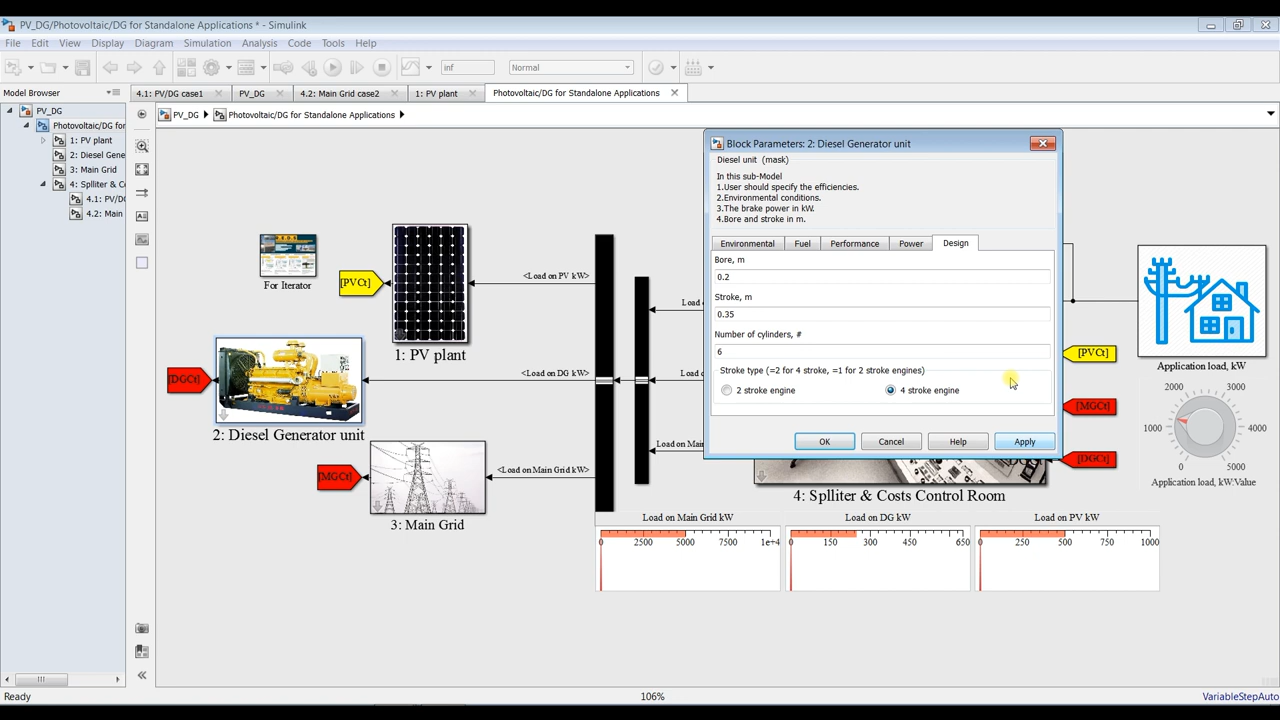 PV_DG/Photovoltaic/DG for Standalone Applications * - Simulink
File Edit View Display Diagram Simulation Analysis Code Tools Help
inf
Normal
Model Browser
4.1: PV/DG case1
PV_DG
4.2: Main Grid case2
1: PV plant
Photovoltaic/DG for Standalone Applications
PV_DG
Photovoltaic/DG for Standalone Applications
PV_DG
Photovoltaic/DG for
1: PV plant
2: Diesel Gene
3: Main Grid
4: Splliter & C
4.1: PV/DG
4.2: Main
For Iterator
[PVCt]
1: PV plant
<Load on PV kW>
[DGCt]
2: Diesel Generator unit
<Load on DG kW>
[MGCt]
3: Main Grid
<Load on Main Grid kW>
Load
Load o
Load on Main
Block Parameters: 2: Diesel Generator unit
Diesel unit (mask)
In this sub-Model
1.User should specify the efficiencies.
2.Environmental conditions.
3.The brake power in kW.
4.Bore and stroke in m.
Environmental Fuel Performance Power Design
Bore, m
0.2
Stroke, m
0.35
Number of cylinders, #
6
Stroke type (=2 for 4 stroke, =1 for 2 stroke engines)
2 stroke engine 4 stroke engine
OK Cancel Help Apply
4: Splliter & Costs Control Room
[PVCt]
[MGCt]
[DGCt]
Application load, kW
2000 3000
1000 4000
0 5000
Application load, kW:Value
Load on Main Grid kW
0 2500 5000 7500 1e+4
Load on DG kW
0 150 300 450 650
Load on PV kW
0 250 500 750 1000
Ready
106%
VariableStepAuto